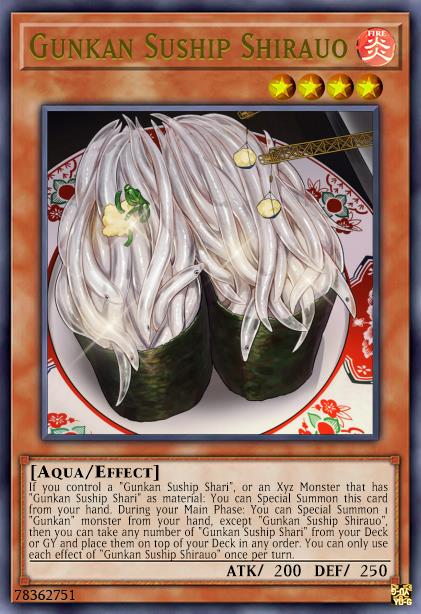 GUNKAN SUSHIP SHIRAUO
FIRE
炎
[AQUA/EFFECT]
If you control a "Gunkan Suship Shari", or an Xyz Monster that has
"Gunkan Suship Shari" as material: You can Special Summon this card
from your hand. During your Main Phase: You can Special Summon 1
"Gunkan" monster from your hand, except "Gunkan Suship Shirauo",
then you can take any number of "Gunkan Suship Shari" from your Deck
or GY and place them on top of your Deck in any order. You can only use
each effect of "Gunkan Suship Shirauo" once per turn.
ATK/ 200 DEF/ 250
78362751